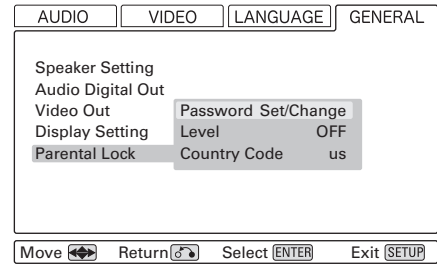 AUDIO VIDEO LANGUAGE GENERAL
Speaker Setting
Audio Digital Out
Video Out Password Set/Change
Display Setting Level OFF
Parental Lock Country Code us
Move Return Select ENTER Exit SETUP